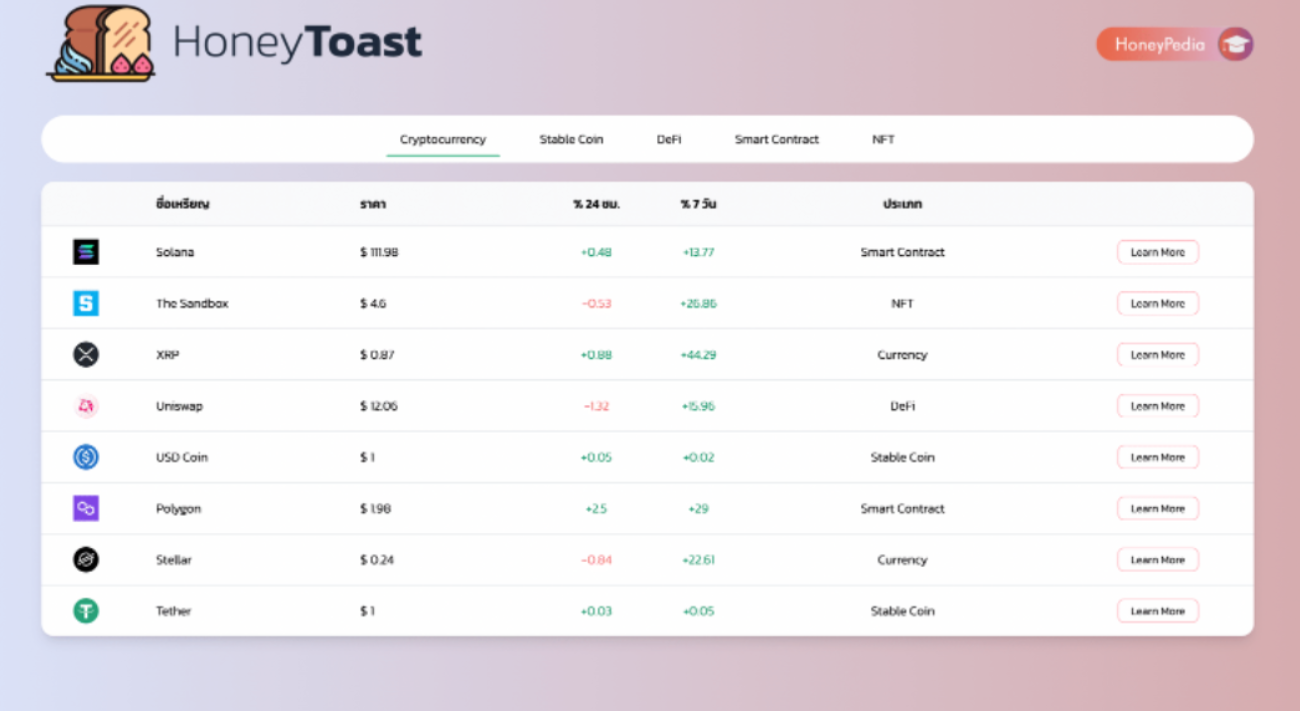 HoneyToast
HoneyPedia
Cryptocurrency Stable Coin DeFi Smart Contract NFT
ชื่อเหรียญ ราคา % 24 ชม. % 7 วัน ประเภท
Solana $ 111.98 +0.48 +13.77 Smart Contract Learn More
The Sandbox $ 4.6 -0.53 +26.86 NFT Learn More
XRP $ 0.87 +0.88 +44.29 Currency Learn More
Uniswap $ 12.06 -1.32 +15.96 DeFi Learn More
USD Coin $ 1 +0.05 +0.02 Stable Coin Learn More
Polygon $ 1.98 +2.5 +29 Smart Contract Learn More
Stellar $ 0.24 -0.84 +22.61 Currency Learn More
Tether $ 1 +0.03 +0.05 Stable Coin Learn More